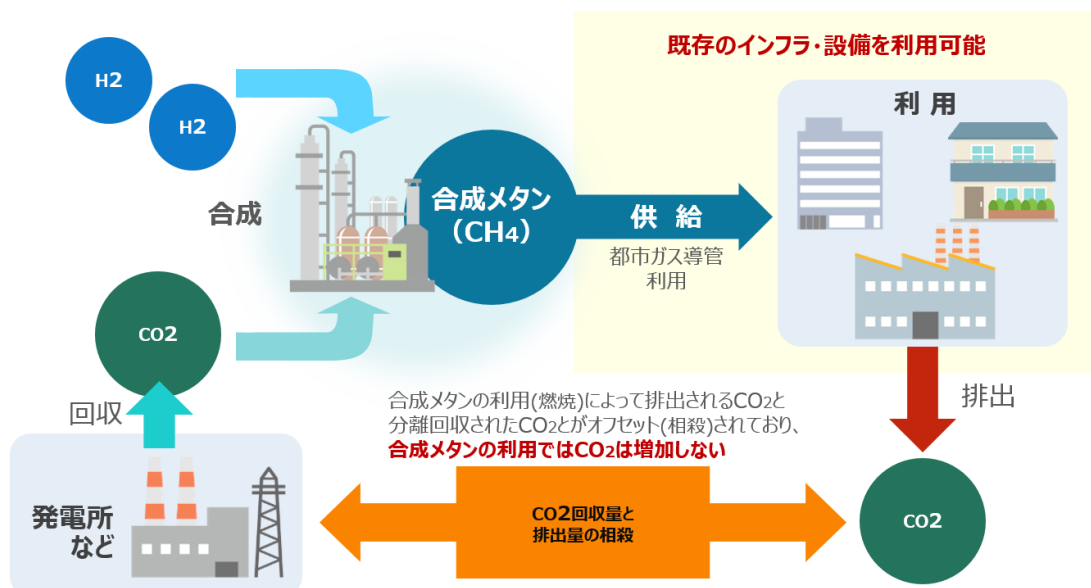 既存のインフラ・設備を利用可能
H2
H2
利用
合成
合成メタン
（CH4）
供給
都市ガス導管
利用
CO2
回収
排出
合成メタンの利用(燃焼)によって排出されるCO2と
分離回収されたCO2とがオフセット(相殺)されており、
合成メタンの利用ではCO2は増加しない
発電所
など
CO2回収量と
排出量の相殺
CO2